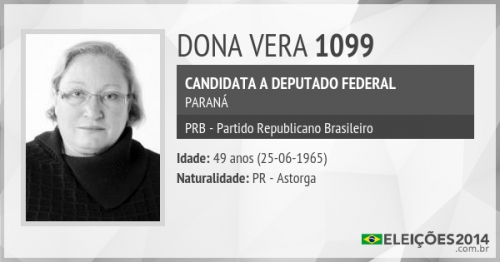 DONA VERA 1099
CANDIDATA A DEPUTADO FEDERAL
PARANÁ
PRB - Partido Republicano Brasileiro
Idade: 49 anos (25-06-1965)
Naturalidade: PR - Astorga
ELEIÇÕES2014
.com.br